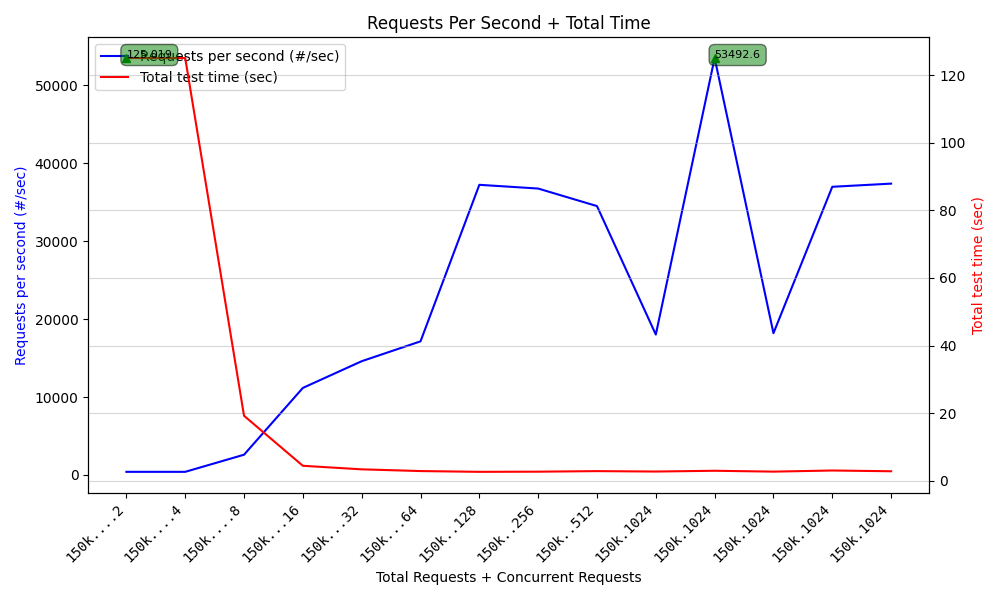 Requests Per Second + Total Time
125.019
Requests per second (#/sec)
Total test time (sec)
53492.6
50000
40000
30000
20000
10000
0
Requests per second (#/sec)
120
100
80
60
40
20
0
Total test time (sec)
150k....2
150k....4
150k....8
150k...16
150k...32
150k...64
150k..128
150k..256
150k..512
150k.1024
150k.1024
150k.1024
150k.1024
150k.1024
Total Requests + Concurrent Requests